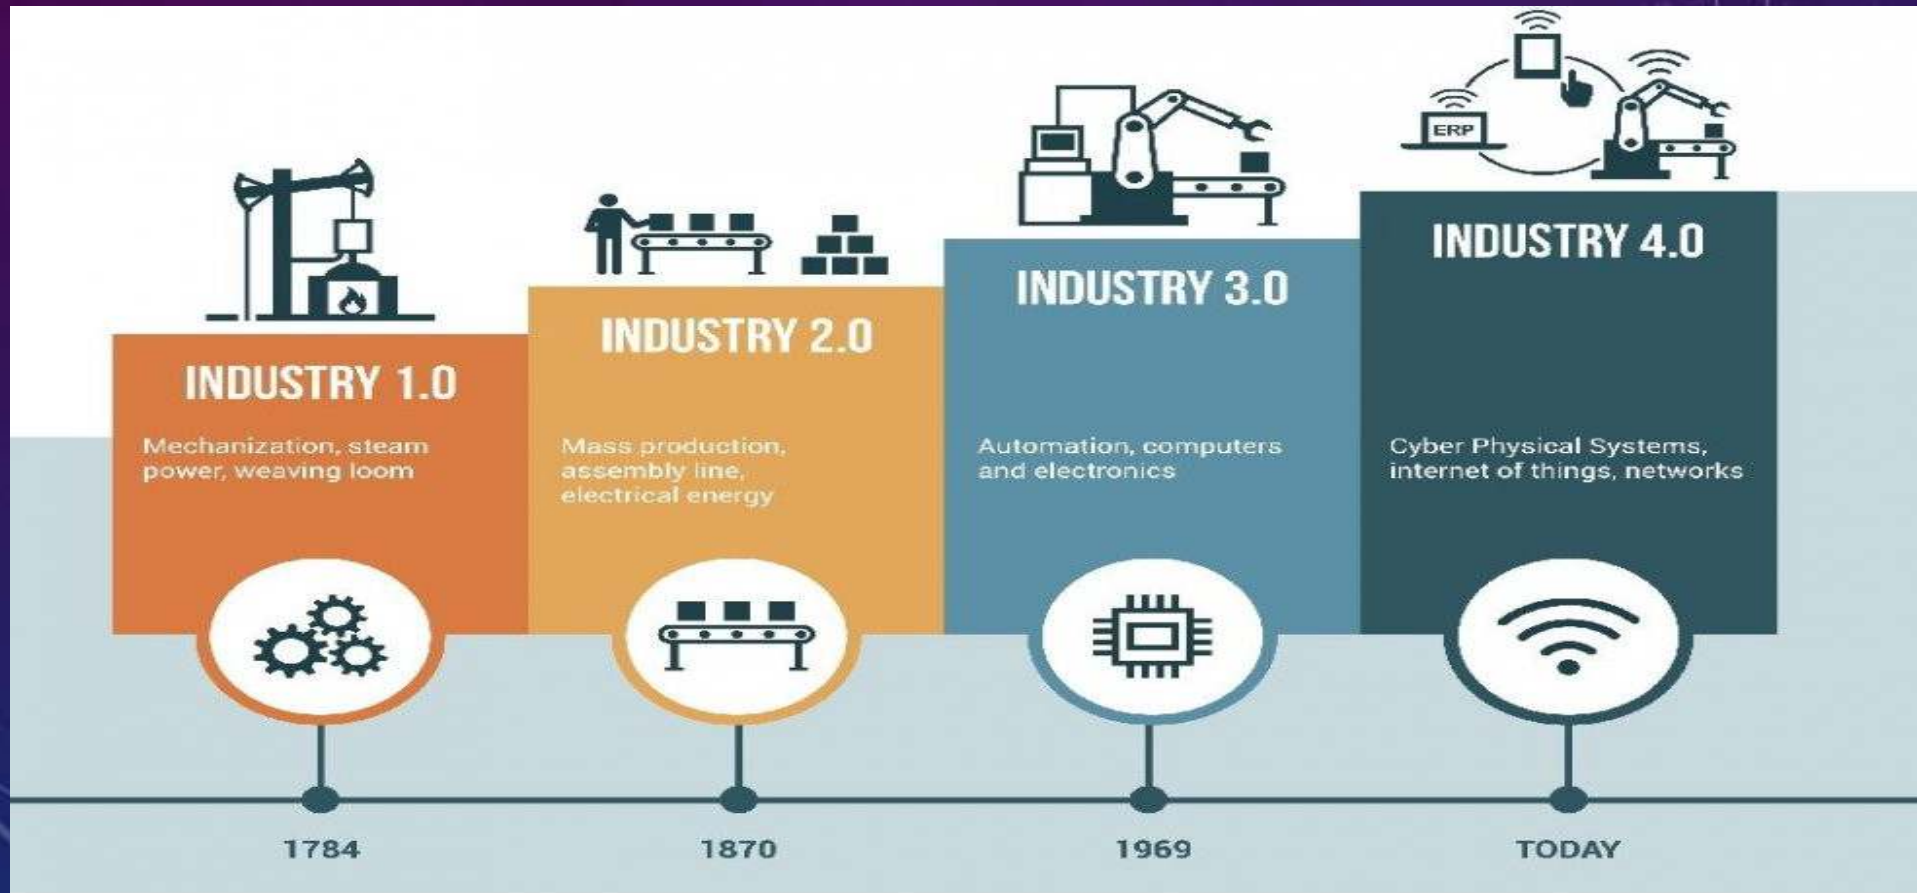 ERP
INDUSTRY 1.0
Mechanization, steam
power, weaving loom
INDUSTRY 2.0
Mass production,
assembly line,
electrical energy
INDUSTRY 3.0
Automation, computers
and electronics
INDUSTRY 4.0
Cyber Physical Systems,
internet of things, networks
1784
1870
1969
TODAY